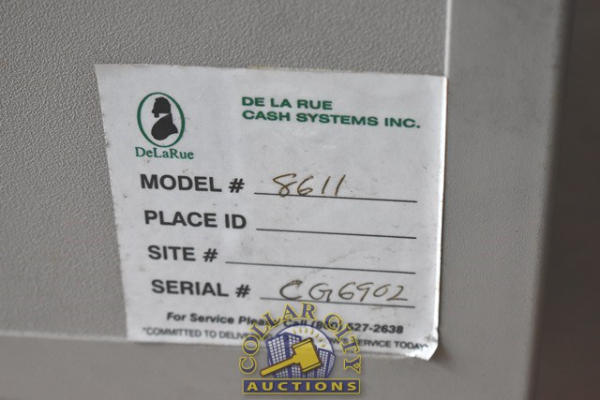 DE LA RUE
CASH SYSTEMS INC.
DeLaRue
MODEL # 8611
PLACE ID
SITE #
SERIAL # CG6902
For Service Call 527-2638
"COMMITTED TO SERVICE TODAY"
COLLAR CITY
AUCTIONS